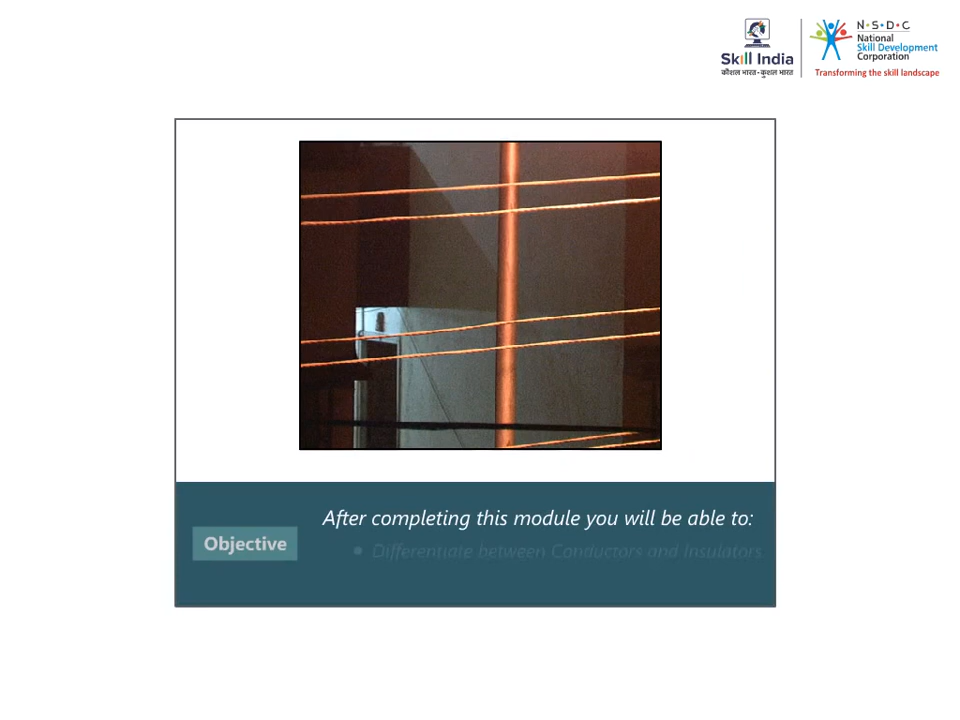 Skill India
कौशल भारत - कुशल भारत
N·S·D·C
National
Skill Development
Corporation
Transforming the skill landscape
After completing this module you will be able to:
Objective
• Differentiate between Conductors and Insulators